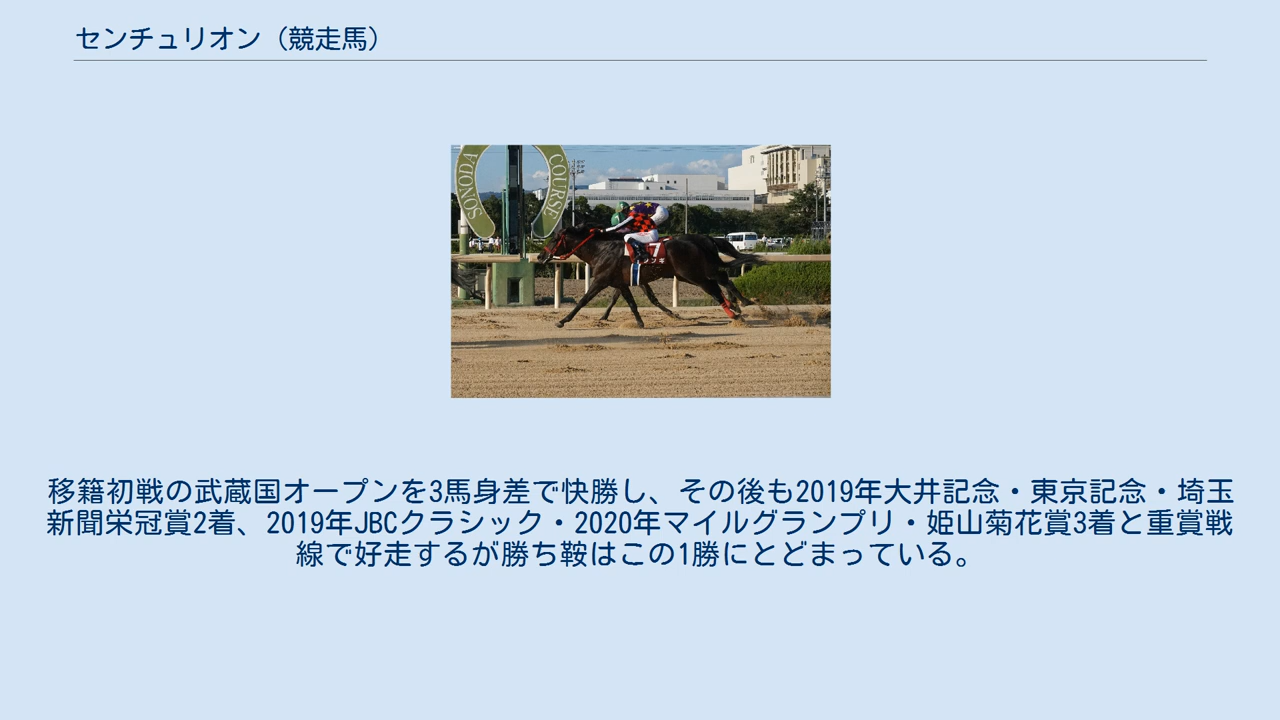 センチュリオン（競走馬）
SONODA
COURSE
7
移籍初戦の武蔵国オープンを3馬身差で快勝し、その後も2019年大井記念・東京記念・埼玉
新聞栄冠賞2着、2019年JBCクラシック・2020年マイルグランプリ・姫山菊花賞3着と重賞戦
線で好走するが勝ち鞍はこの1勝にとどまっている。